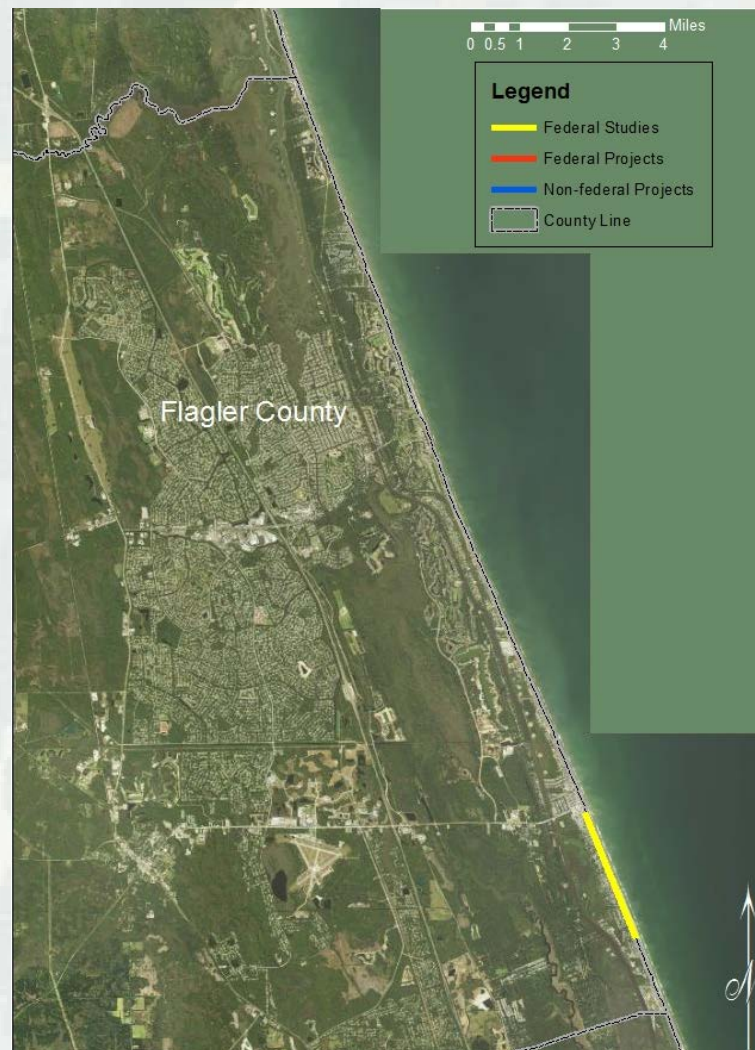 Miles
0 0.5 1 2 3 4
Legend
Federal Studies
Federal Projects
Non-federal Projects
County Line
Flagler County
N